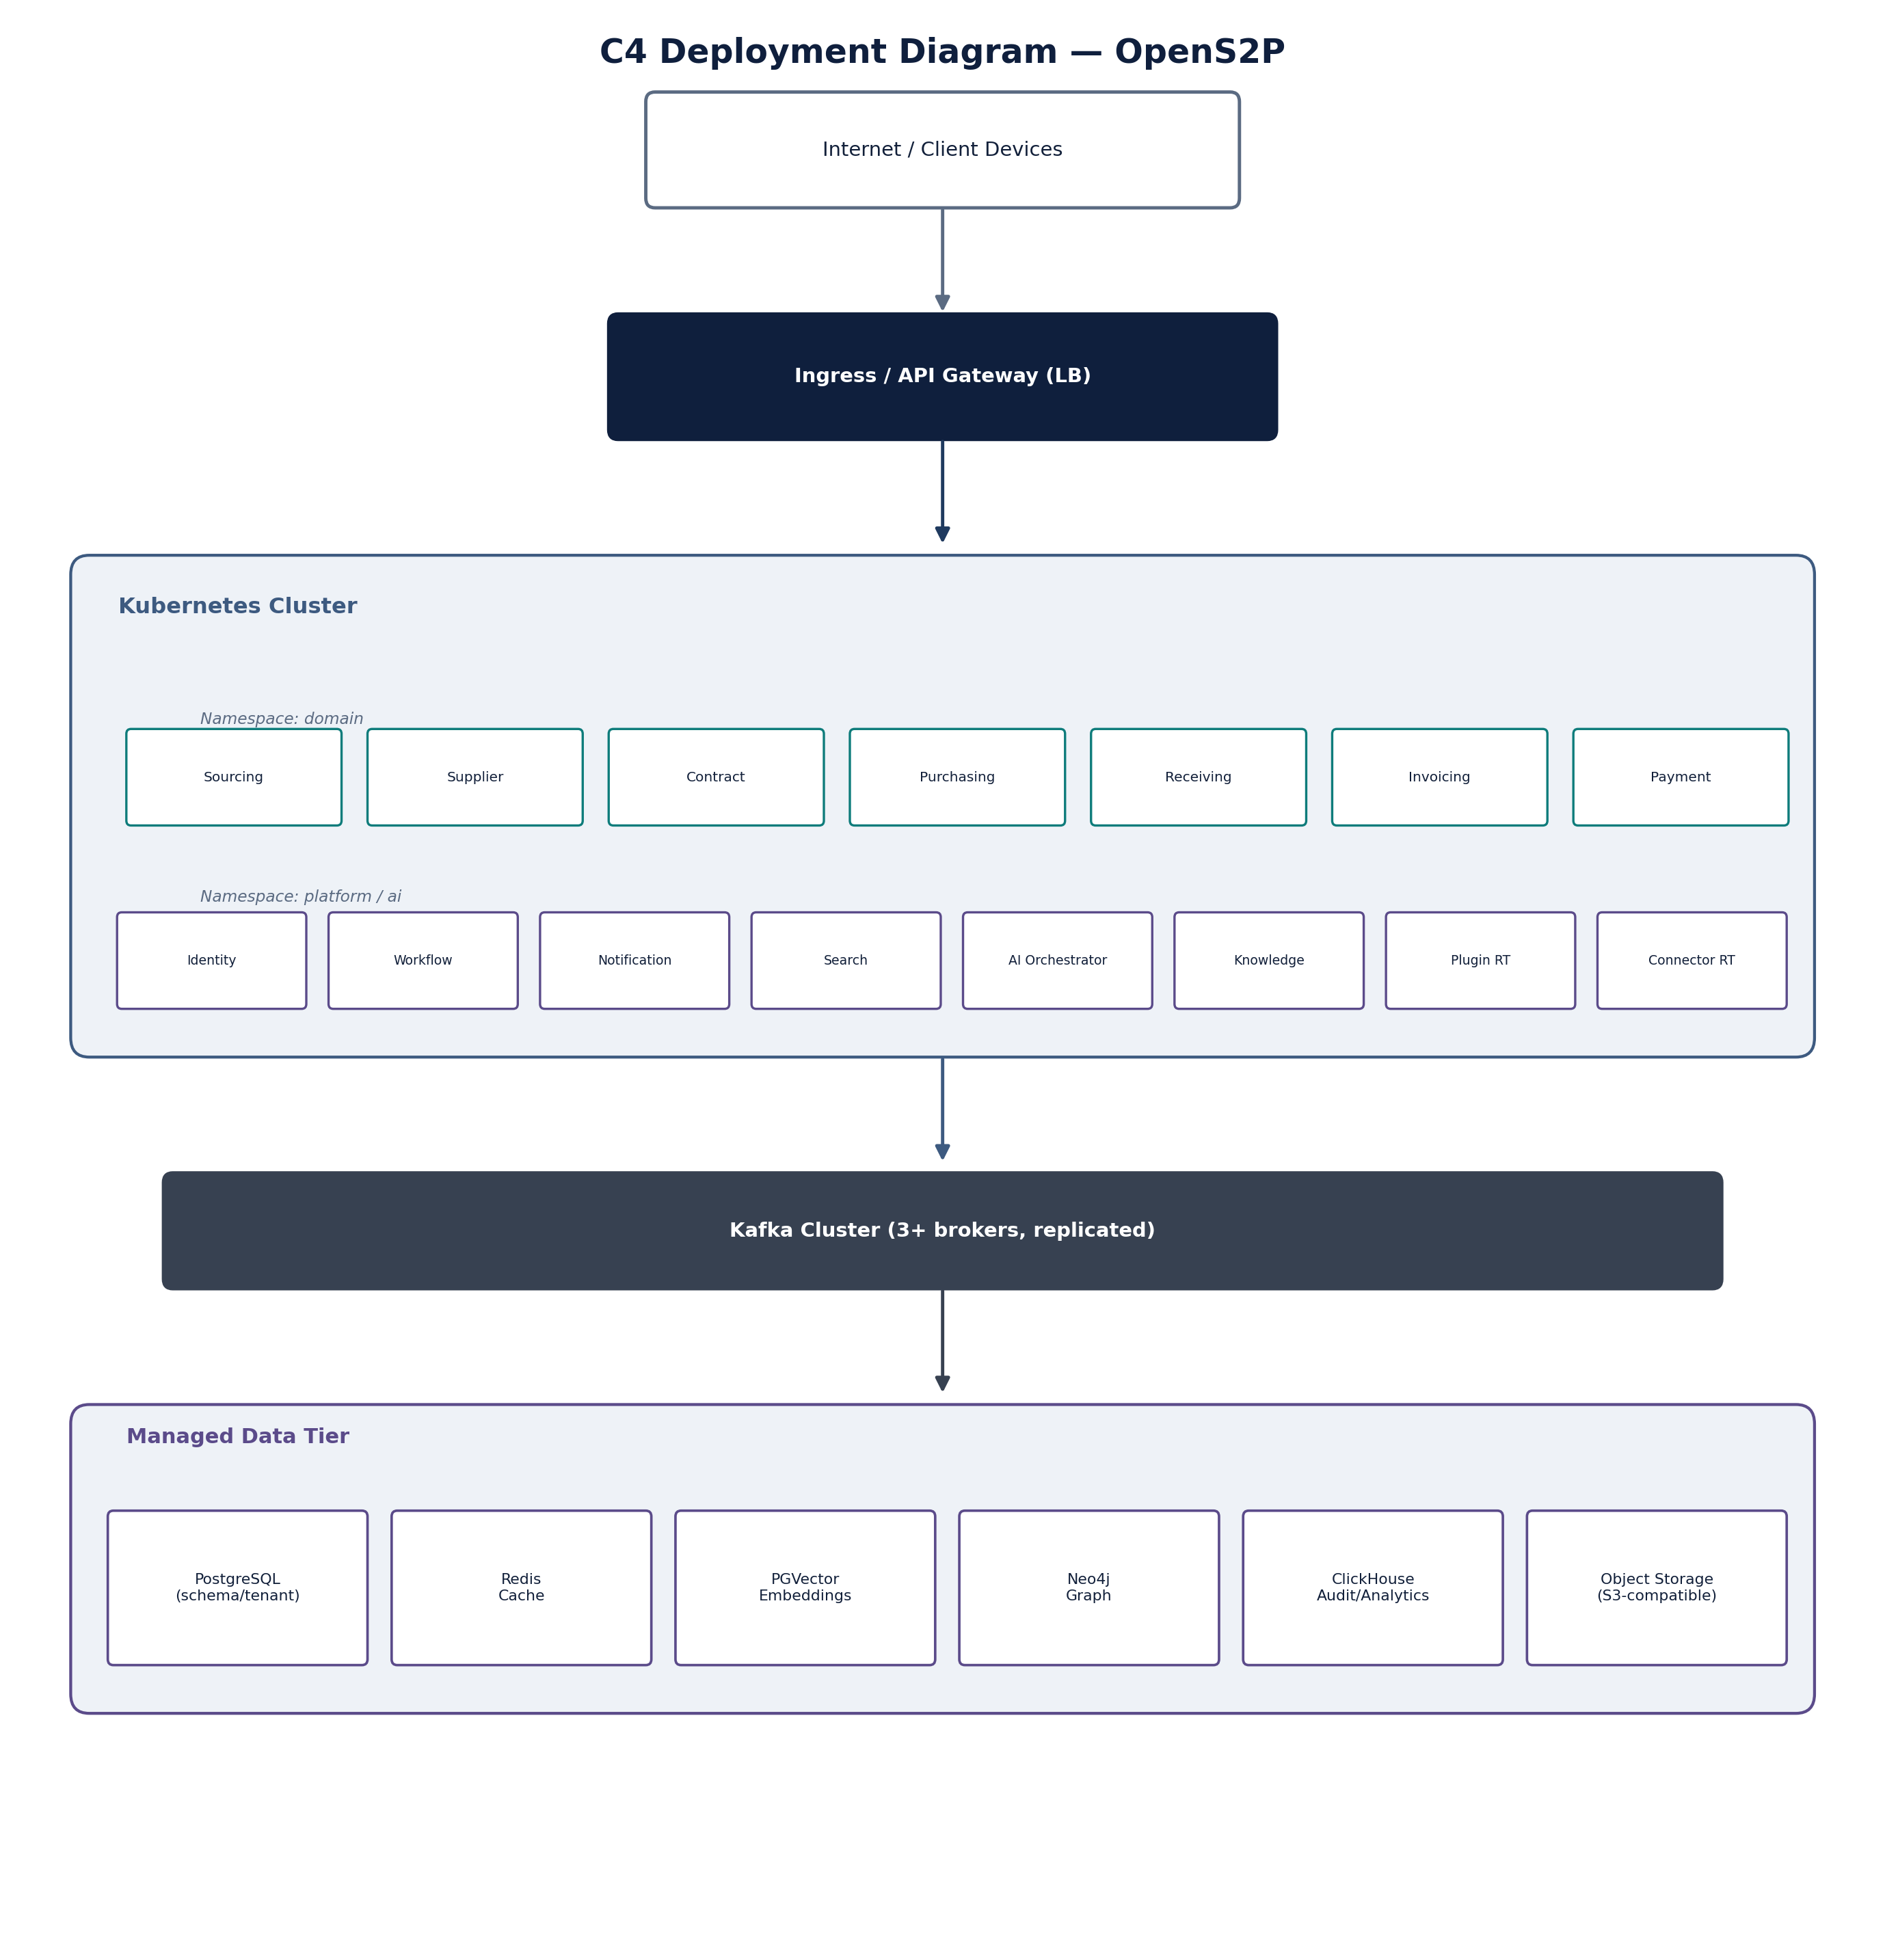 C4 Deployment Diagram — OpenS2P
Internet / Client Devices
Ingress / API Gateway (LB)
Kubernetes Cluster
Namespace: domain
Sourcing
Supplier
Contract
Purchasing
Receiving
Invoicing
Payment
Namespace: platform / ai
Identity
Workflow
Notification
Search
AI Orchestrator
Knowledge
Plugin RT
Connector RT
Kafka Cluster (3+ brokers, replicated)
Managed Data Tier
PostgreSQL
(schema/tenant)
Redis
Cache
PGVector
Embeddings
Neo4j
Graph
ClickHouse
Audit/Analytics
Object Storage
(S3-compatible)